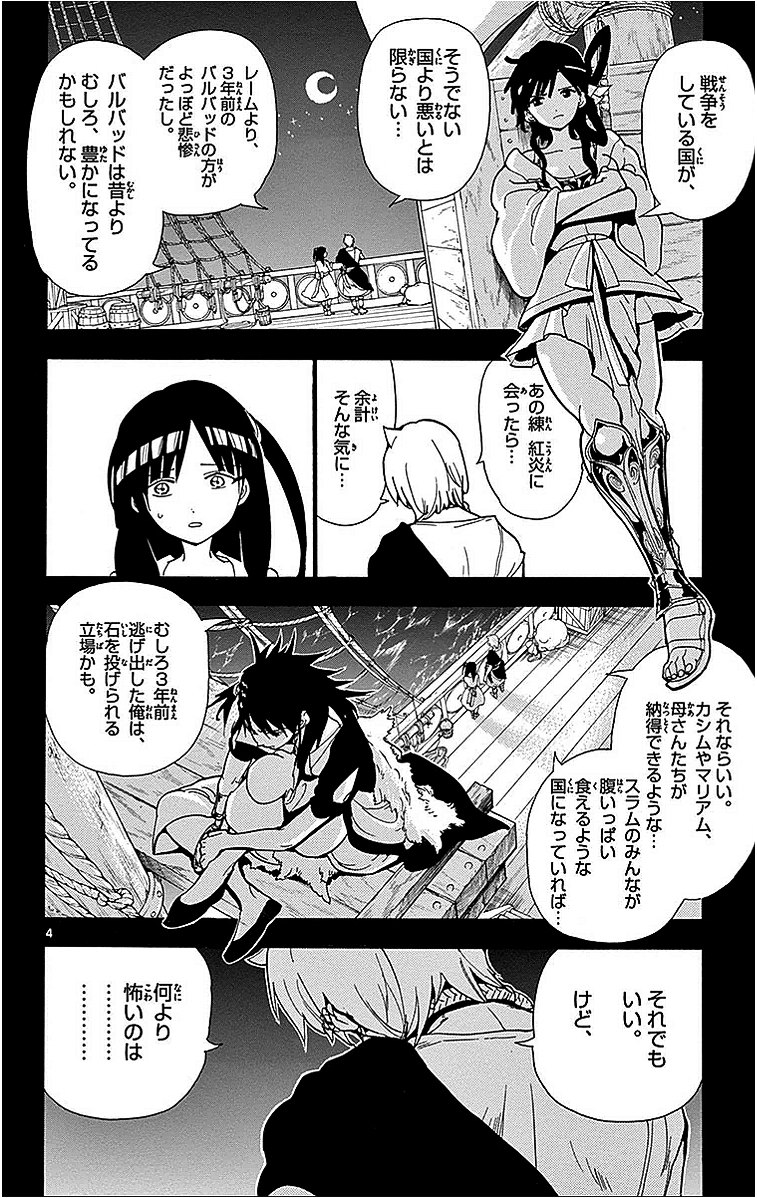 戦争を
している国が、
そうでない
国より悪いとは
限らない…
レームより、
3年前の
バルバッドの方が
よっぽど悲惨
だったし。
バルバッドは昔より
むしろ、豊かになってる
かもしれない。
あの練 紅炎に
会ったら…
余計
そんな気に…
それならいい。
カシムやマリアム、
母さんたちが
納得できるような…
スラムのみんなが
腹いっぱい
食えるような
国になっていれば…
むしろ3年前
逃げ出した俺は、
石を投げられる
立場かも。
4
それでも
いい。
けど、
何より
怖いのは
………
………